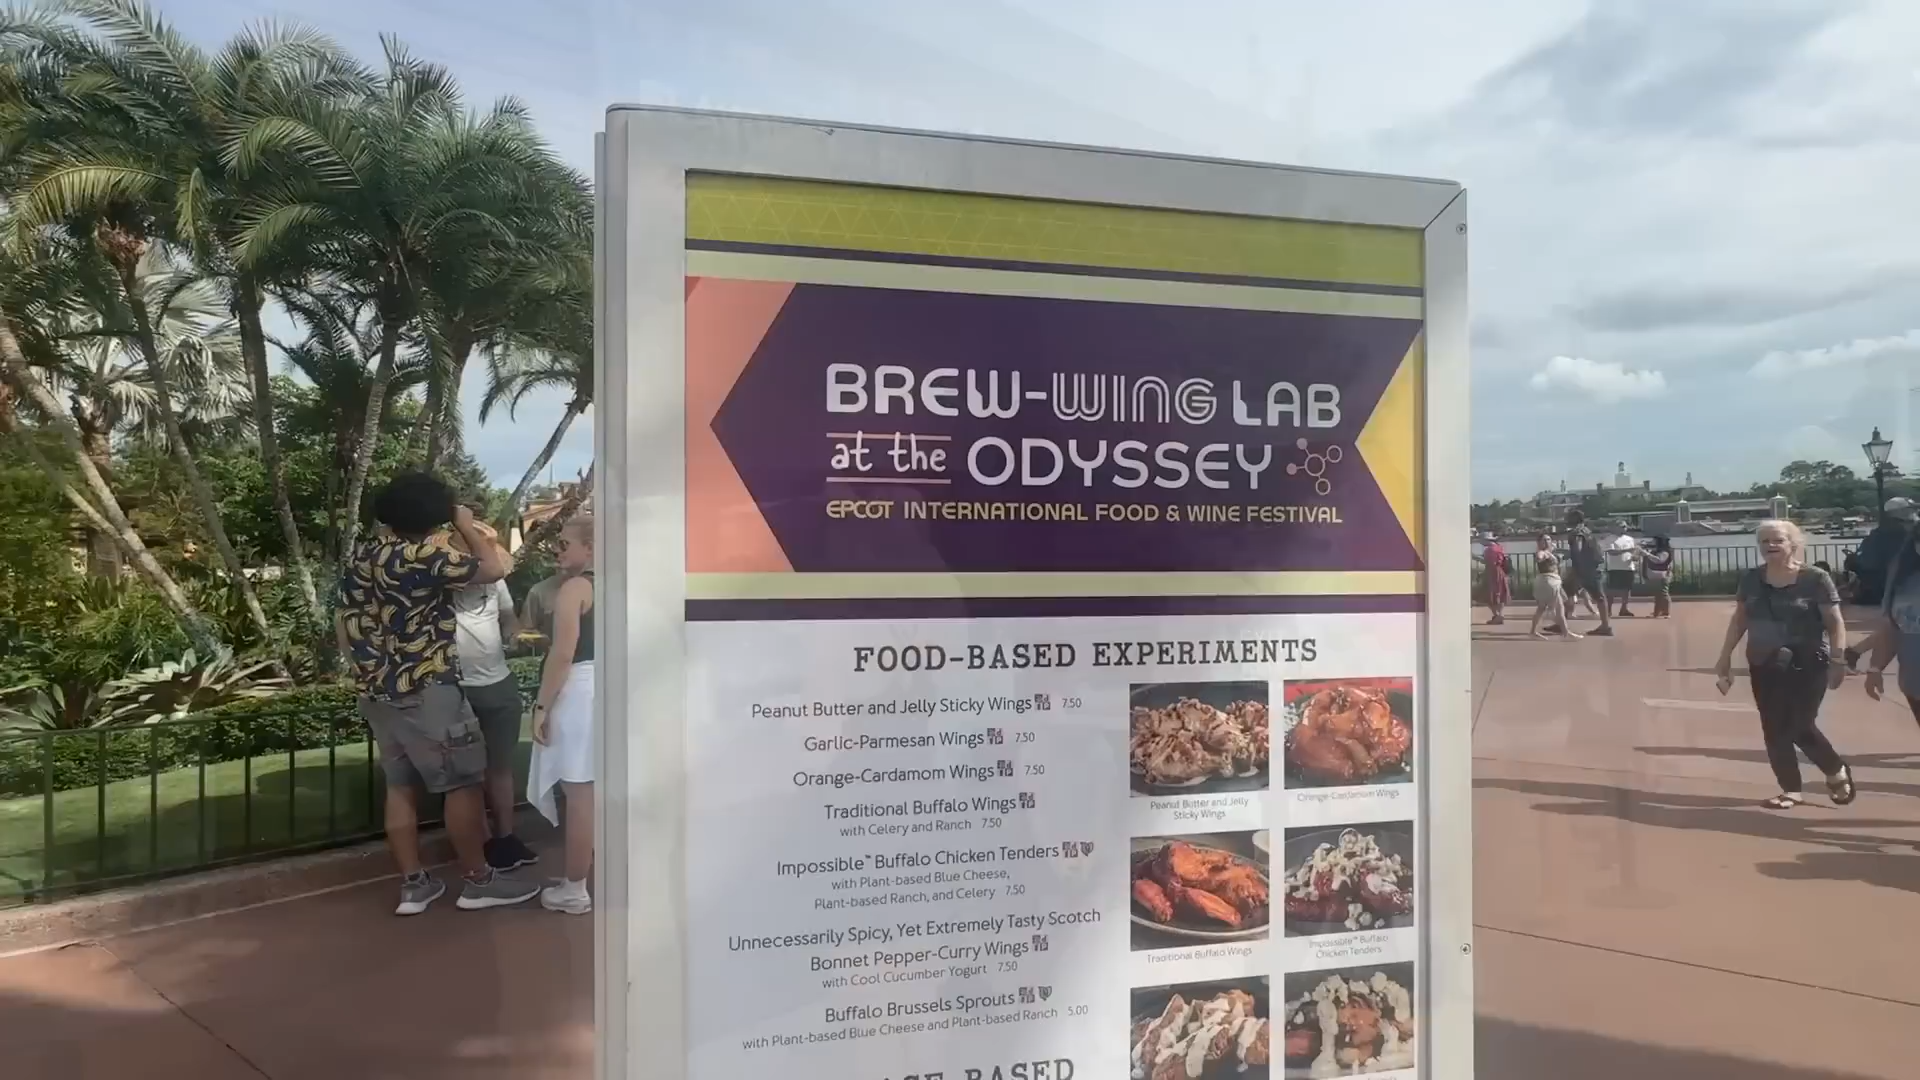 BREW-WING LAB
at the ODYSSEY
EPCOT INTERNATIONAL FOOD & WINE FESTIVAL
FOOD-BASED EXPERIMENTS
Peanut Butter and Jelly Sticky Wings 7.50
Garlic-Parmesan Wings 7.50
Orange-Cardamom Wings 7.50
Traditional Buffalo Wings
with Celery and Ranch 7.50
Impossible™ Buffalo Chicken Tenders
with Plant-based Blue Cheese,
Plant-based Ranch, and Celery 7.50
Unnecessarily Spicy, Yet Extremely Tasty Scotch
Bonnet Pepper-Curry Wings
with Cool Cucumber Yogurt 7.50
Buffalo Brussels Sprouts
with Plant-based Blue Cheese and Plant-based Ranch 5.00
Peanut Butter and Jelly
Sticky Wings
Orange-Cardamom Wings
Traditional Buffalo Wings
Impossible™ Buffalo
Chicken Tenders
BASED